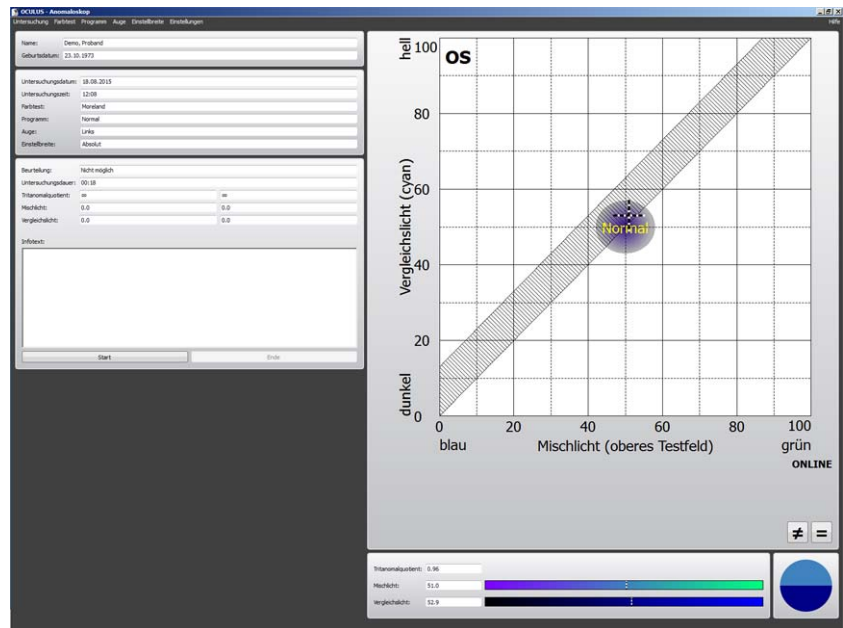 OCULUS - Anomaloskop
Untersuchung Farbtest Programm Auge Einstellbreite Einstellungen Hilfe
Name: Demo, Proband
Geburtsdatum: 23.10.1973
Untersuchungsdatum: 18.08.2015
Untersuchungszeit: 12:08
Farbtest: Moreland
Programm: Normal
Auge: Links
Einstellbreite: Absolut
Beurteilung: Nicht möglich
Untersuchungsdauer: 00:18
Tritanomalquotient: ∞ ∞
Mischlicht: 0.0 0.0
Vergleichslicht: 0.0 0.0
Infotext:
Start Ende
OS
hell
Vergleichslicht (cyan)
dunkel
100
80
60
40
20
0
Normal
0 20 40 60 80 100
blau Mischlicht (oberes Testfeld) grün
ONLINE
≠ =
Tritanomalquotient: 0.96
Mischlicht: 51.0
Vergleichslicht: 52.9